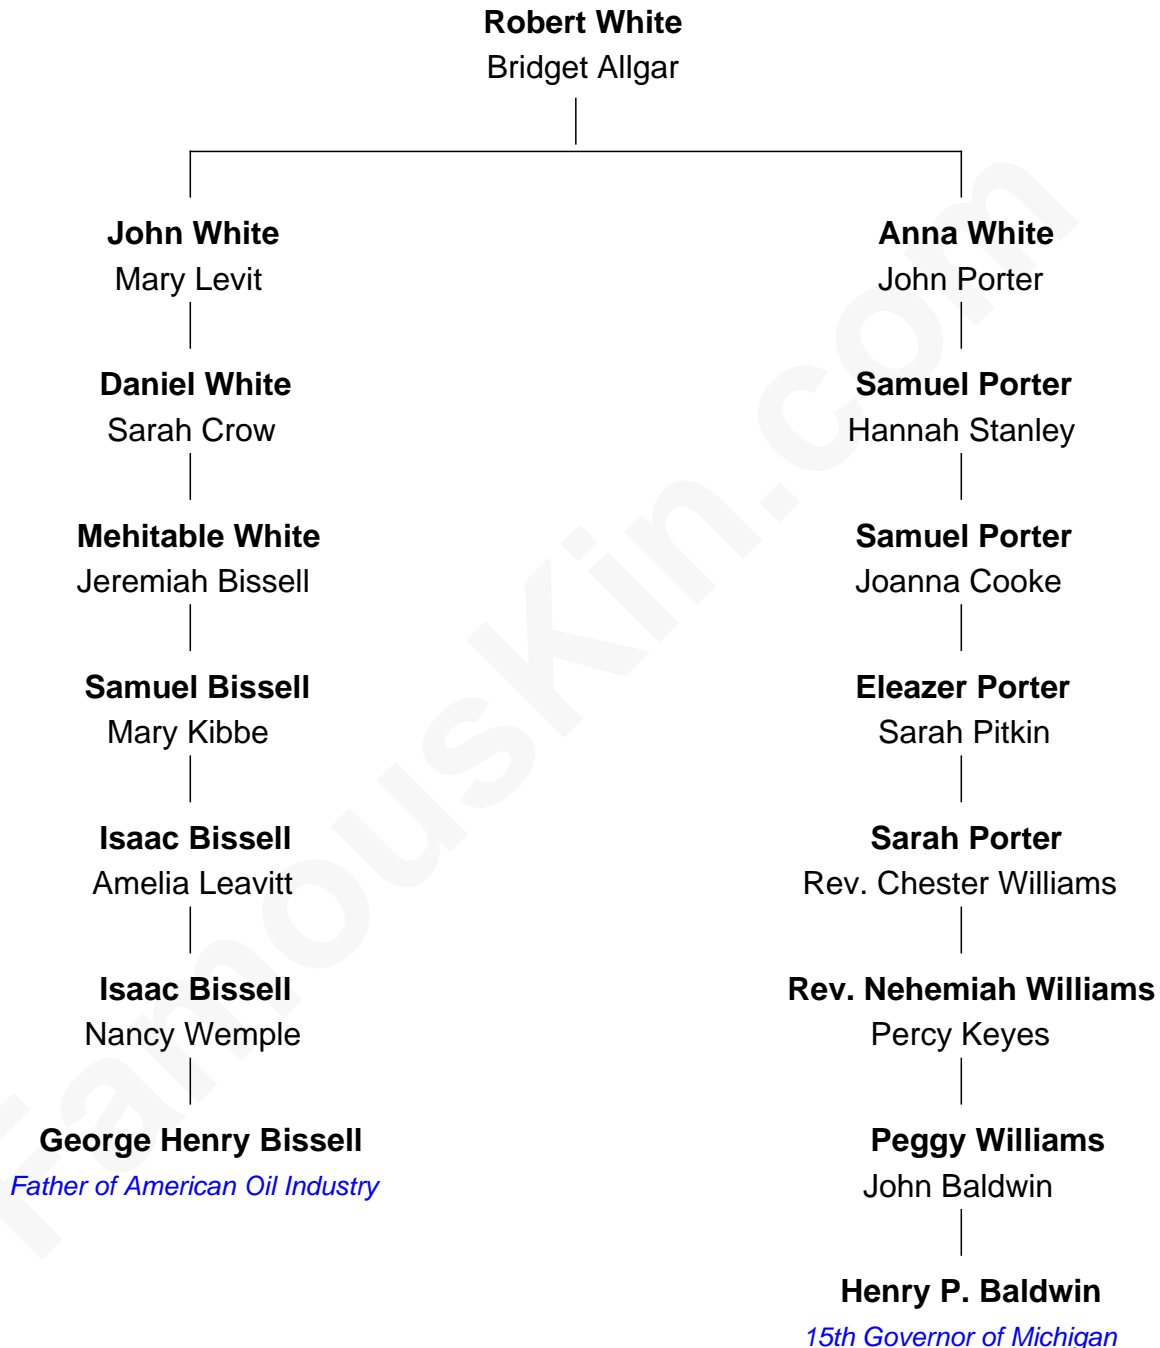 Robert White
Bridget Allgar
John White
Mary Levit
Anna White
John Porter
Daniel White
Sarah Crow
Samuel Porter
Hannah Stanley
Mehitable White
Jeremiah Bissell
Samuel Porter
Joanna Cooke
Samuel Bissell
Mary Kibbe
Eleazer Porter
Sarah Pitkin
Isaac Bissell
Amelia Leavitt
Sarah Porter
Rev. Chester Williams
Isaac Bissell
Nancy Wemple
Rev. Nehemiah Williams
Percy Keyes
George Henry Bissell
Father of American Oil Industry
Peggy Williams
John Baldwin
Henry P. Baldwin
15th Governor of Michigan
FamousKin.com